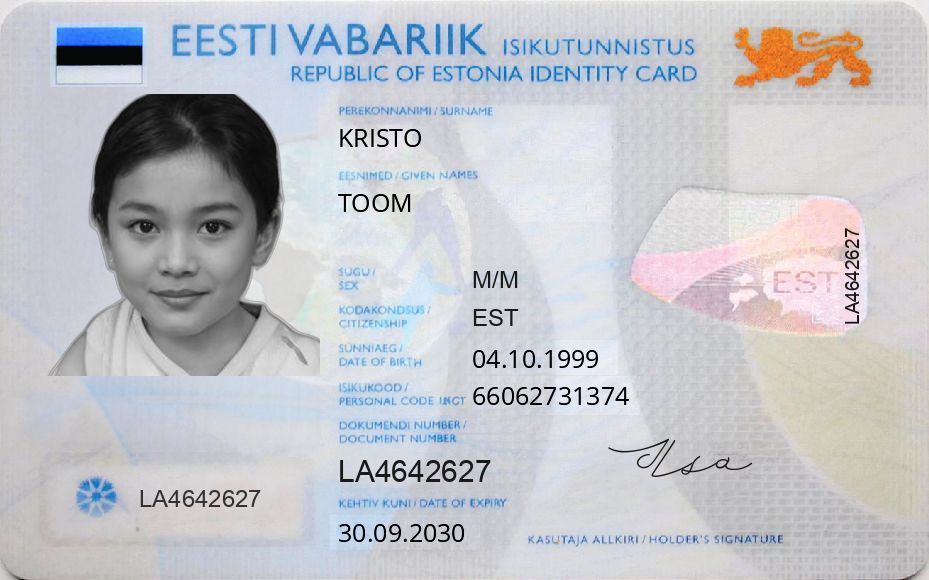 EESTI VABARIIK ISIKUTUNNISTUS
REPUBLIC OF ESTONIA IDENTITY CARD
PEREKONNANIMI / SURNAME
KRISTO
EESNIMED / GIVEN NAMES
TOOM
SUGU /
SEX
M/M
KODAKONDSUS /
CITIZENSHIP
EST
SÜNNIAEG /
DATE OF BIRTH
04.10.1999
ISIKUKOOD /
PERSONAL CODE
66062731374
DOKUMENDI NUMBER /
DOCUMENT NUMBER
LA4642627
KEHTIV KUNI / DATE OF EXPIRY
30.09.2030
LA4642627
EST
LA4642627
KASUTAJA ALLKIRI / HOLDER'S SIGNATURE